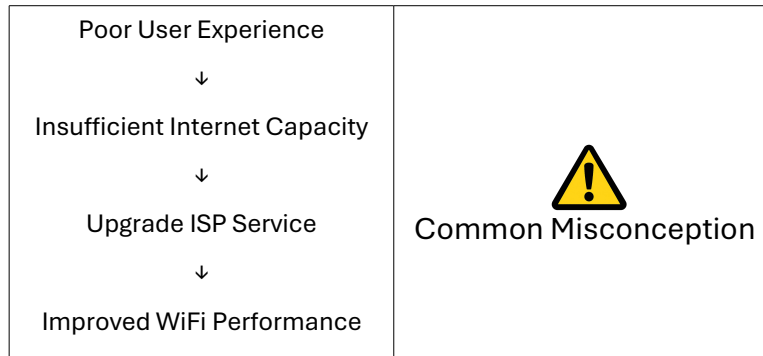 Poor User Experience
↓
Insufficient Internet Capacity
↓
Upgrade ISP Service
↓
Improved WiFi Performance
Common Misconception